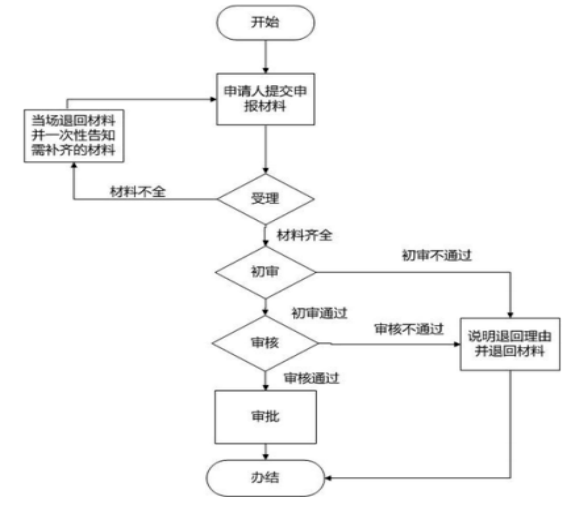 开始
申请人提交申
报材料
当场退回材料
并一次性告知
需补齐的材料
材料不全
受理
材料齐全
初审不通过
初审
初审通过
审核不通过
审核
说明退回理由
并退回材料
审核通过
审批
办结